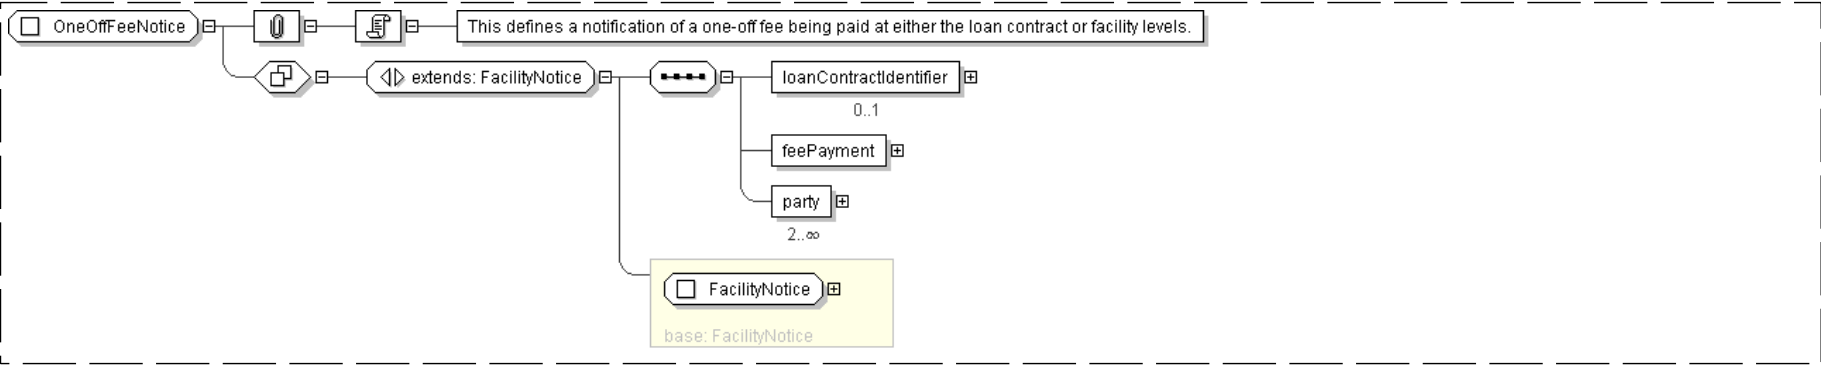 OneOffFeeNotice
This defines a notification of a one-off fee being paid at either the loan contract or facility levels.
extends: FacilityNotice
loanContractIdentifier
0..1
feePayment
party
2..∞
FacilityNotice
base: FacilityNotice